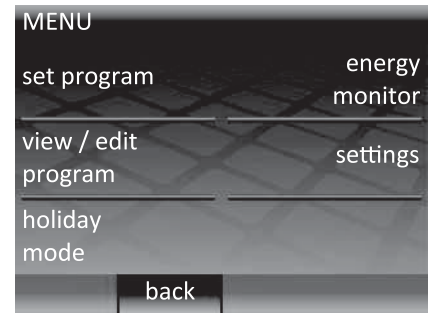 MENU
set program
energy
monitor
view / edit
program
settings
holiday
mode
back